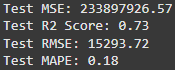 Test MSE: 233897926.57
Test R2 Score: 0.73
Test RMSE: 15293.72
Test MAPE: 0.18